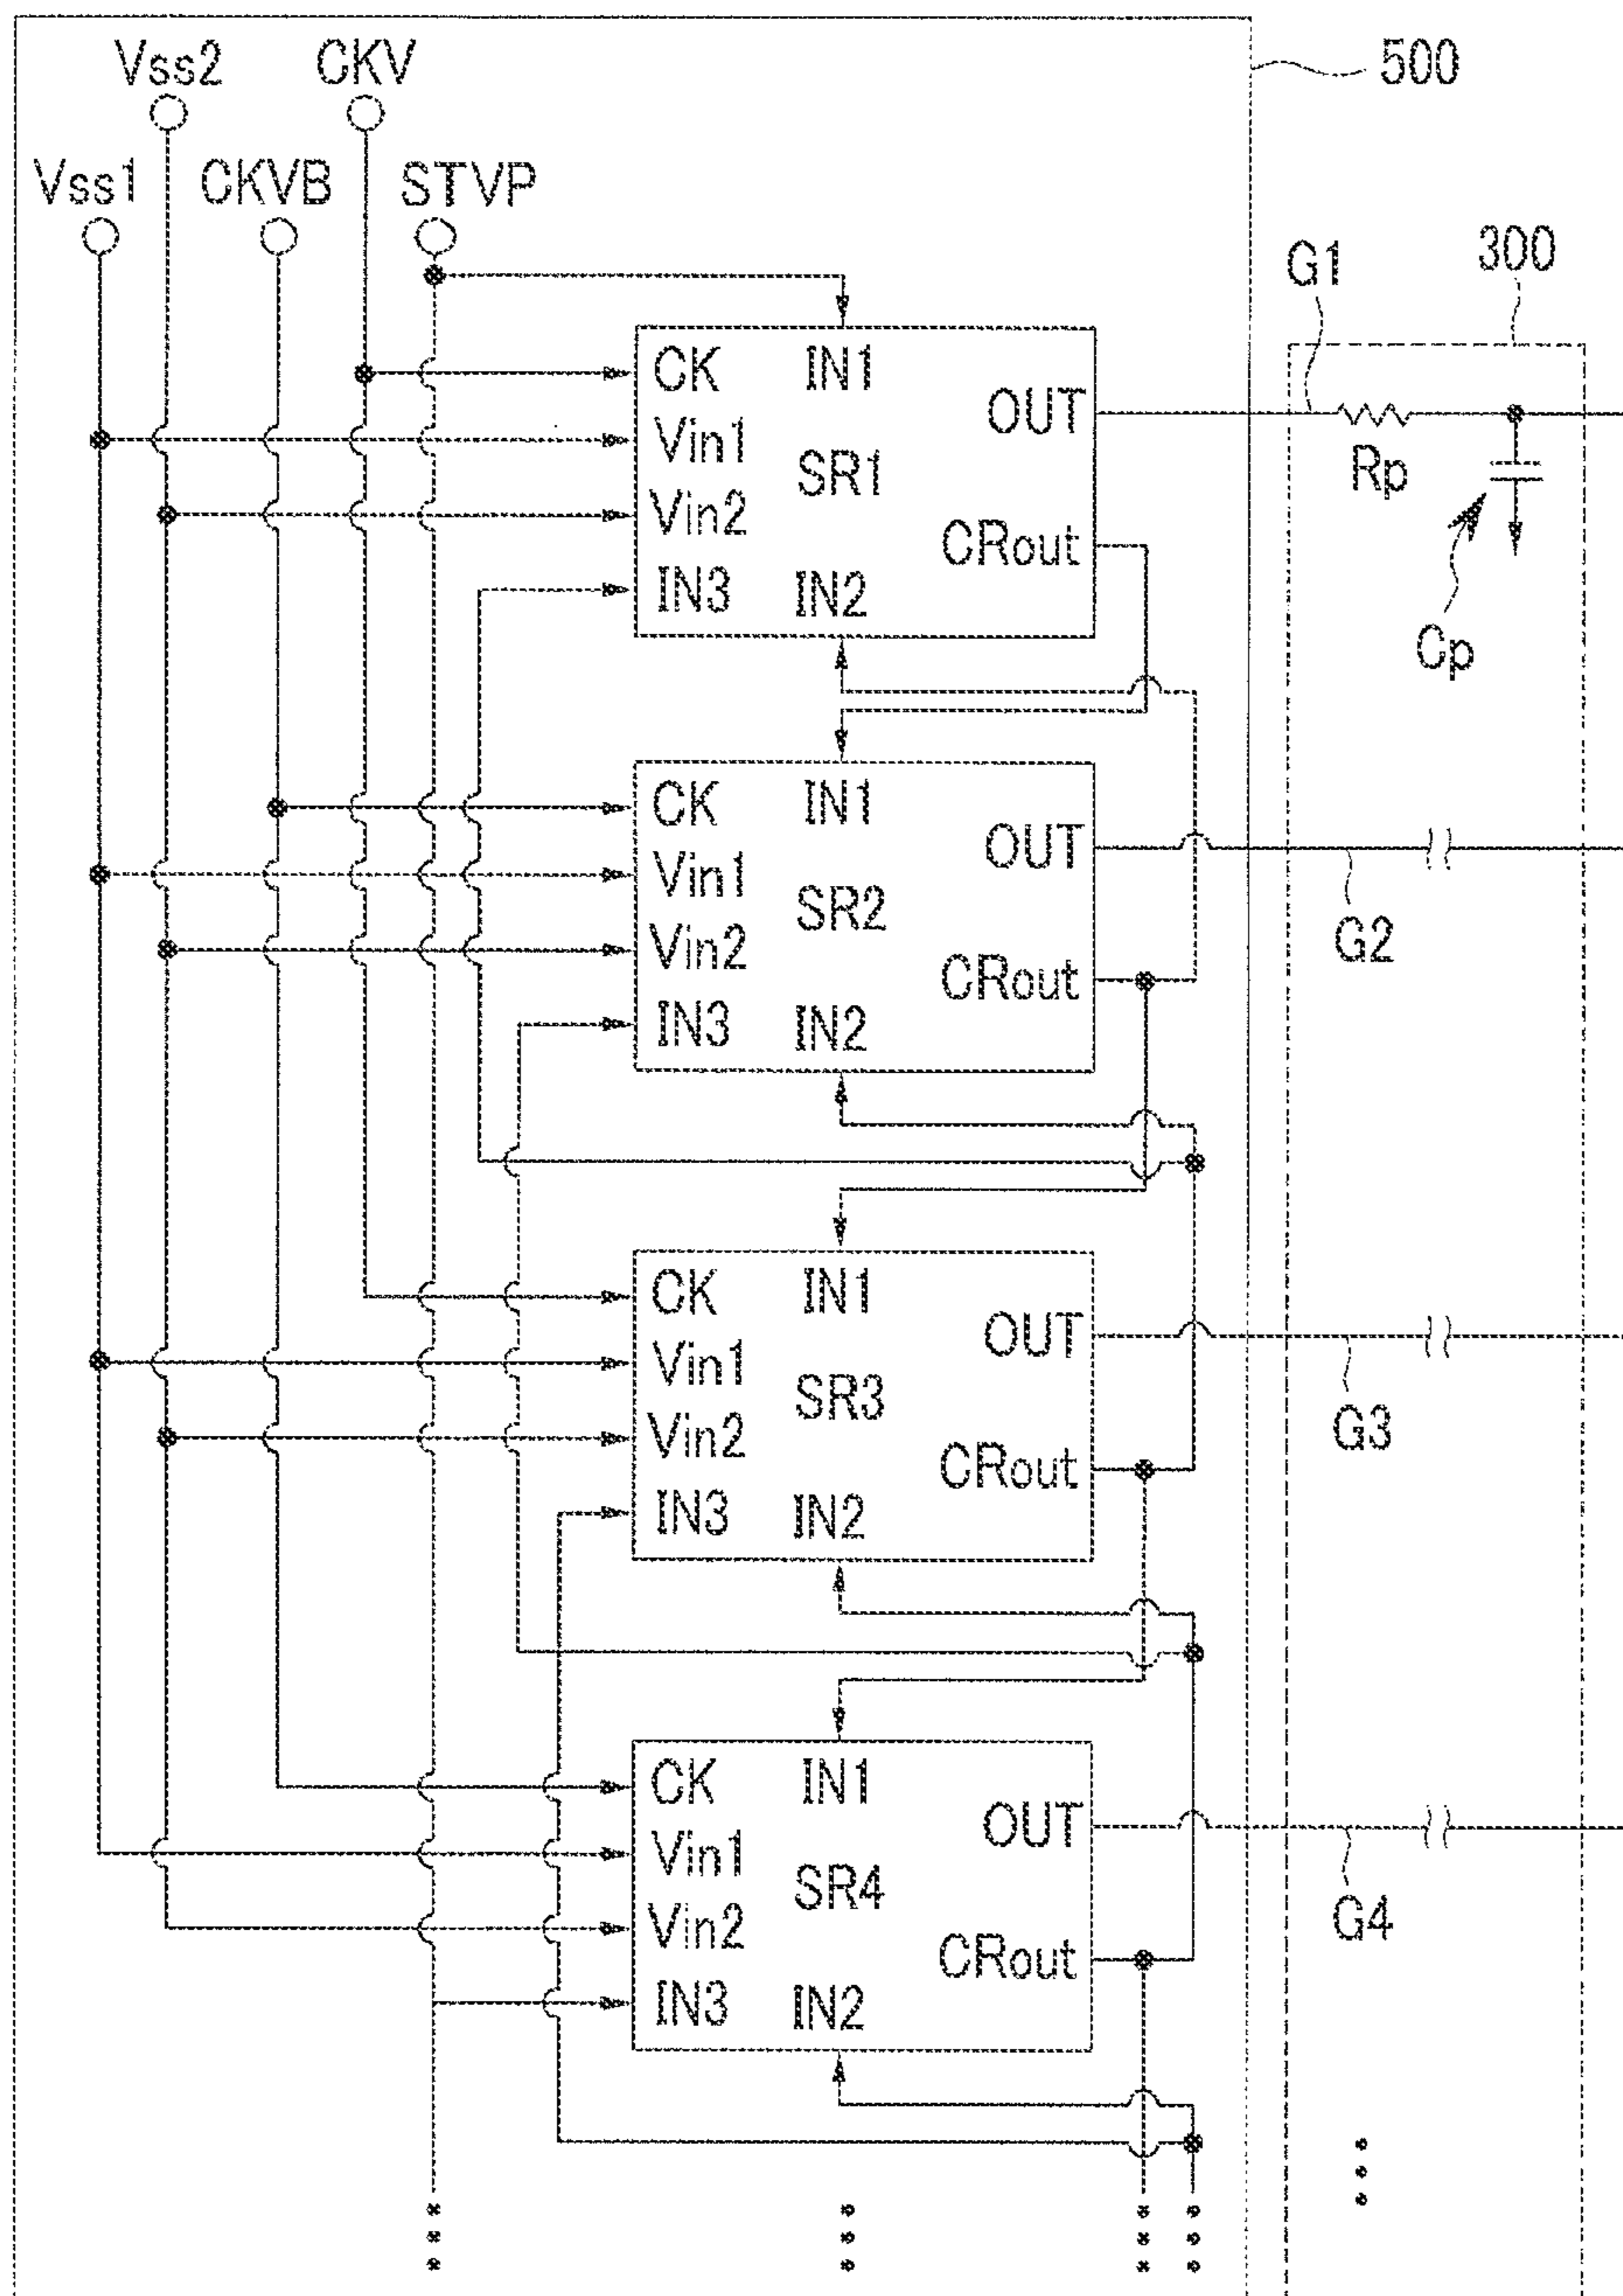 Vss2 CKV 500
Vss1 CKVB STVP
G1 300
CK IN1 OUT
Vin1 SR1 Rp
Vin2 CRout
IN3 IN2 Cp
CK IN1 OUT
Vin1 SR2 G2
Vin2 CRout
IN3 IN2
CK IN1 OUT
Vin1 SR3 G3
Vin2 CRout
IN3 IN2
CK IN1 OUT
Vin1 SR4 G4
Vin2 CRout
IN3 IN2